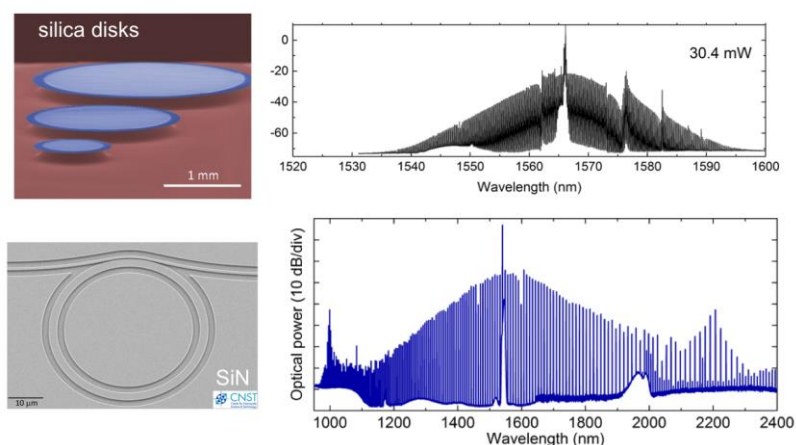 silica disks
1 mm
0
-20
-40
-60
30.4 mW
1520 1530 1540 1550 1560 1570 1580 1590 1600
Wavelength (nm)
10 µm
SiN
CNST
Optical power (10 dB/div)
1000 1200 1400 1600 1800 2000 2200 2400
Wavelength (nm)